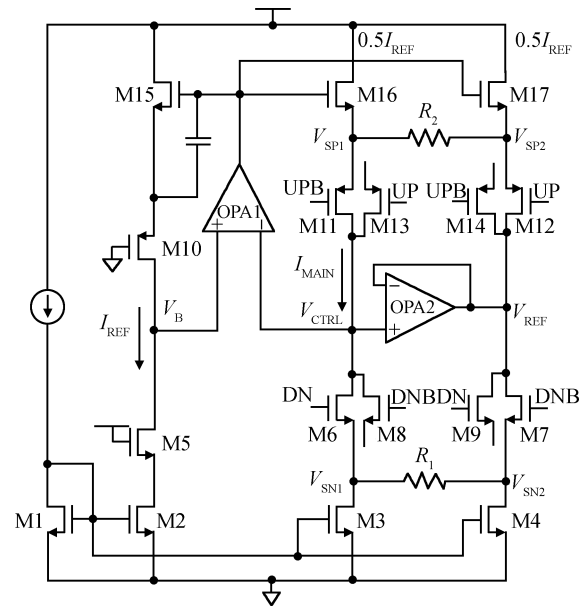 0.5I_REF
0.5I_REF
M15
M16
M17
R_2
V_SP1
V_SP2
UPB
UP
UPB
UP
OPA1
+
−
M10
M11
M13
M14
M12
I_MAIN
−
OPA2
+
V_B
V_CTRL
V_REF
I_REF
DN
DNB
DN
DNB
M5
M6
M8
M9
M7
V_SN1
R_1
V_SN2
M1
M2
M3
M4